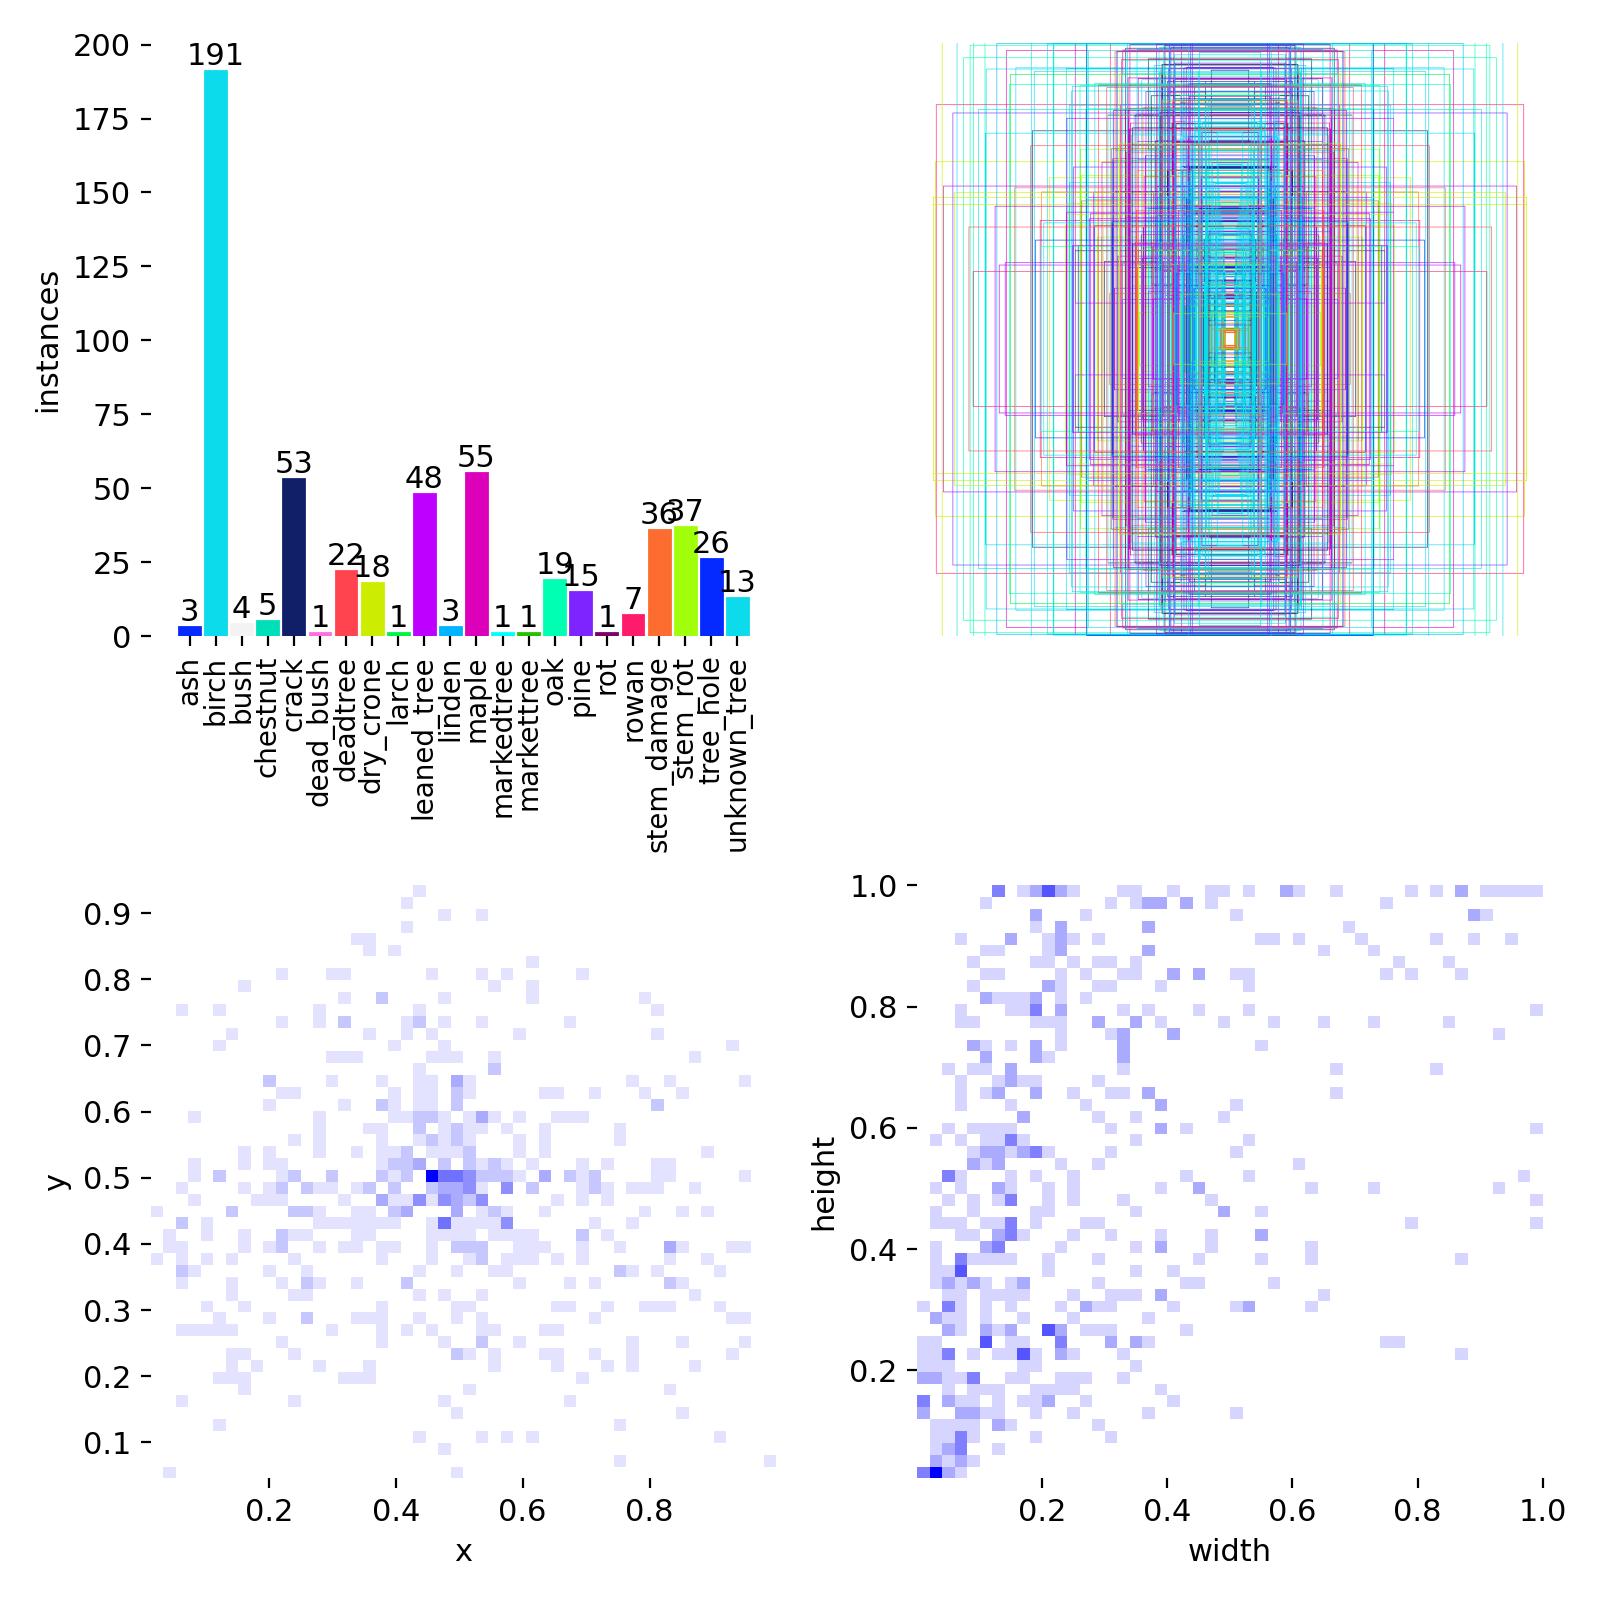 200
175
150
125
100
75
50
25
0
instances
3
191
4
5
53
1
22
18
1
48
3
55
1
1
19
15
1
7
36
37
26
13
ash
birch
bush
chestnut
crack
dead_bush
deadtree
dry_crone
larch
leaned_tree
linden
maple
markedtree
markettree
oak
pine
rot
rowan
stem_damage
stem_rot
tree_hole
unknown_tree
0.9
0.8
0.7
0.6
0.5
0.4
0.3
0.2
0.1
y
0.2 0.4 0.6 0.8
x
1.0
0.8
0.6
0.4
0.2
height
0.2 0.4 0.6 0.8 1.0
width